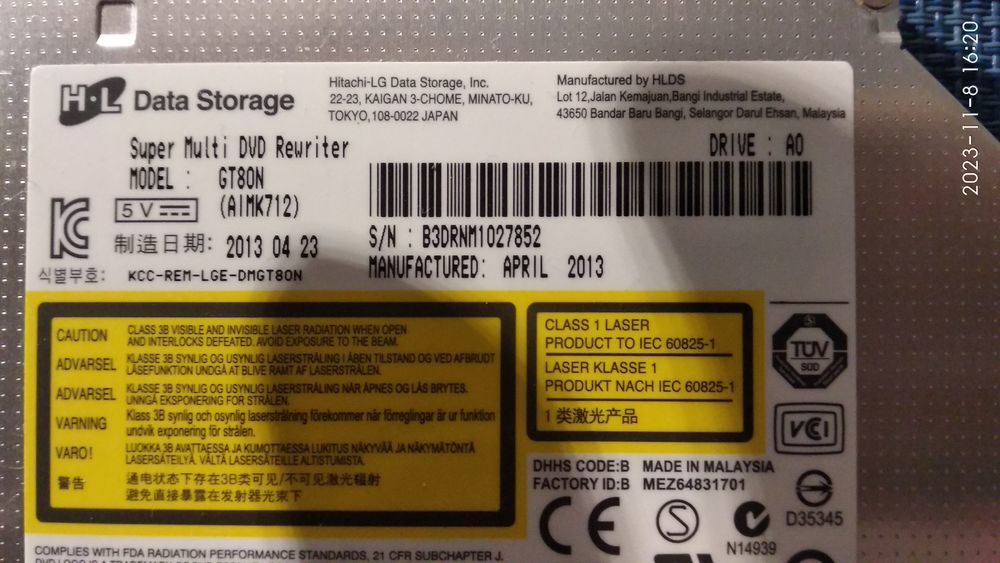 H·L Data Storage
Hitachi-LG Data Storage, Inc.
22-23, KAIGAN 3-CHOME, MINATO-KU,
TOKYO, 108-0022 JAPAN
Manufactured by HLDS
Lot 12,Jalan Kemajuan,Bangi Industrial Estate,
43650 Bandar Baru Bangi, Selangor Darul Ehsan, Malaysia
Super Multi DVD Rewriter
DRIVE : A0
MODEL : GT80N
5 V (A1MK712)
制造日期: 2013 04 23
S/N : B3DRNM1027852
MANUFACTURED: APRIL 2013
식별부호: KCC-REM-LGE-DMGT80N
CAUTION CLASS 3B VISIBLE AND INVISIBLE LASER RADIATION WHEN OPEN
AND INTERLOCKS DEFEATED. AVOID EXPOSURE TO THE BEAM.
ADVARSEL KLASSE 3B SYNLIG OG USYNLIG LASERSTRÅLING I ÅBEN TILSTAND OG VED AFBRUDT
LÅSEFUNKTION UNDGÅ AT BLIVE RAMT AF LASERSTRÅLEN.
ADVARSEL KLASSE 3B SYNLIG OG USYNLIG LASERSTRÅLING NÅR ÅPNES OG LÅS BRYTES.
UNNGÅ EKSPONERING FOR STRÅLEN.
VARNING Klass 3B synlig och osynlig laserstrålning förekommer när förreglingar är ur funktion
undvik exponering för strålen.
VARO! LUOKKA 3B AVATTAESSA JA KUMOTTAESSA LUKITUS NÄKYVÄÄ JA NÄKYMÄTÖNTÄ
LASERSÄTEILYÄ. VÄLTÄ LASERSÄTEILLE ALTISTUMISTA.
警告 通电状态下存在3B类可见/不可见激光辐射
避免直接暴露在发射器光束下
CLASS 1 LASER
PRODUCT TO IEC 60825-1
LASER KLASSE 1
PRODUKT NACH IEC 60825-1
1 类激光产品
TÜV
SÜD
VCI
DHHS CODE:B MADE IN MALAYSIA
FACTORY ID:B MEZ64831701
CE
S
N14939
D35345
COMPLIES WITH FDA RADIATION PERFORMANCE STANDARDS, 21 CFR SUBCHAPTER J.
2023-11-8 16:20